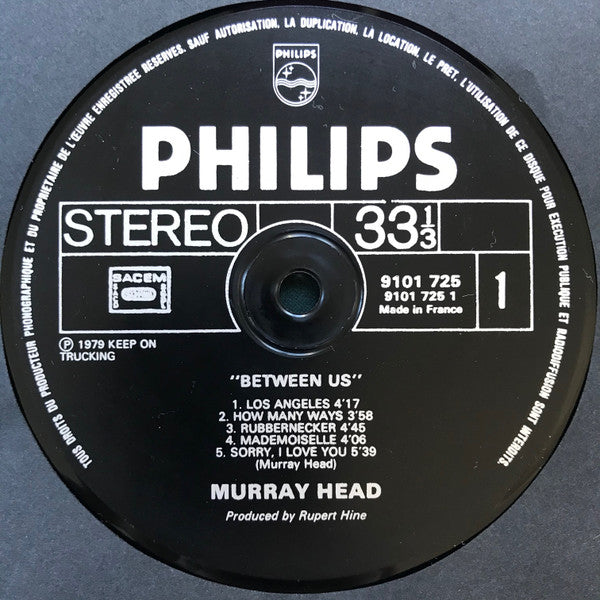 TOUS DROITS DU PRODUCTEUR PHONOGRAPHIQUE ET DU PROPRIETAIRE DE L'ŒUVRE ENREGISTREE RESERVES. SAUF AUTORISATION, LA DUPLICATION, LA LOCATION, LE PRET, L'UTILISATION DE CE DISQUE POUR EXECUTION PUBLIQUE ET RADIODIFFUSION SONT INTERDITS.
PHILIPS
PHILIPS
STEREO
33 1/3
SACEM
9101 725
9101 725 1
Made in France
1
Ⓟ 1979 KEEP ON
TRUCKING
"BETWEEN US"
1. LOS ANGELES 4'17
2. HOW MANY WAYS 3'58
3. RUBBERNECKER 4'45
4. MADEMOISELLE 4'06
5. SORRY, I LOVE YOU 5'39
(Murray Head)
MURRAY HEAD
Produced by Rupert Hine